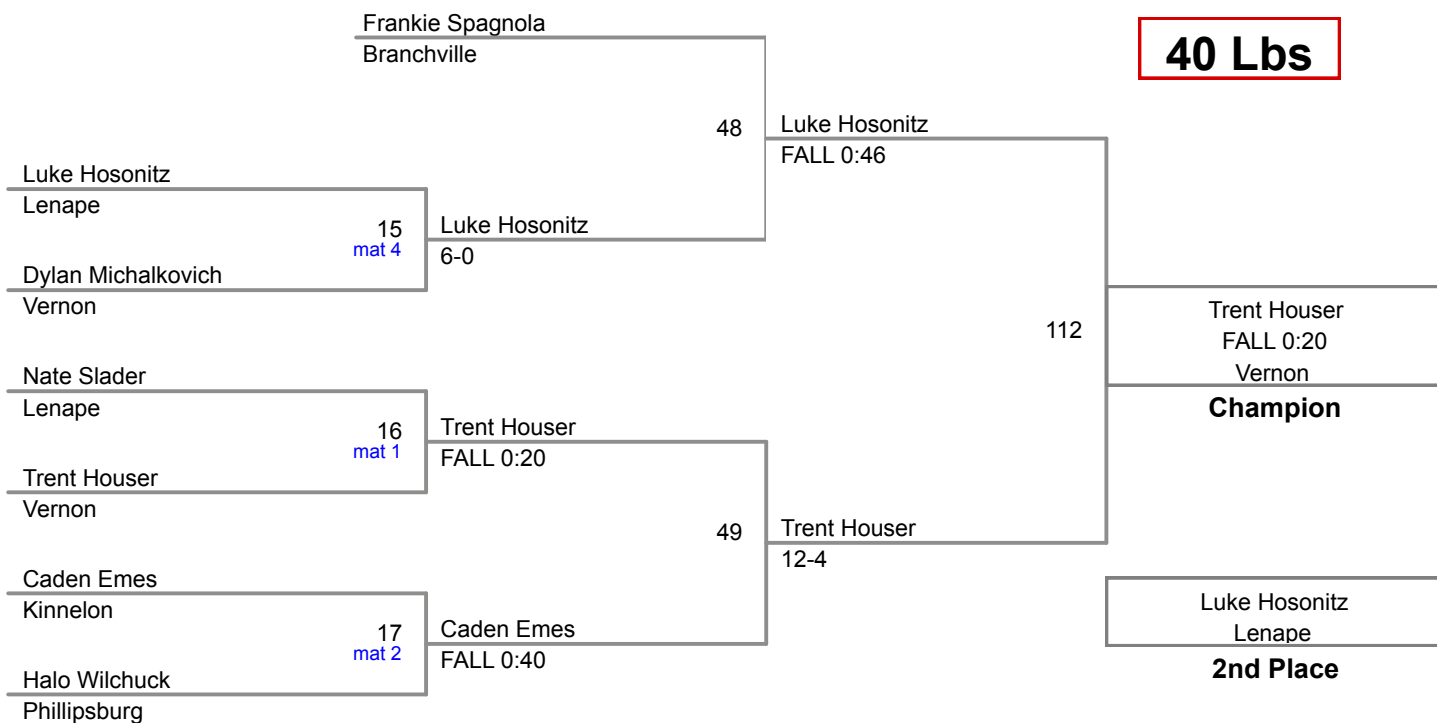 Frankie Spagnola
Branchville
40 Lbs
48
Luke Hosonitz
FALL 0:46
Luke Hosonitz
Lenape
15
mat 4
Luke Hosonitz
6-0
Dylan Michalkovich
Vernon
112
Trent Houser
FALL 0:20
Vernon
Champion
Nate Slader
Lenape
16
mat 1
Trent Houser
FALL 0:20
Trent Houser
Vernon
49
Trent Houser
12-4
Caden Emes
Kinnelon
17
mat 2
Caden Emes
FALL 0:40
Halo Wilchuck
Phillipsburg
Luke Hosonitz
Lenape
2nd Place